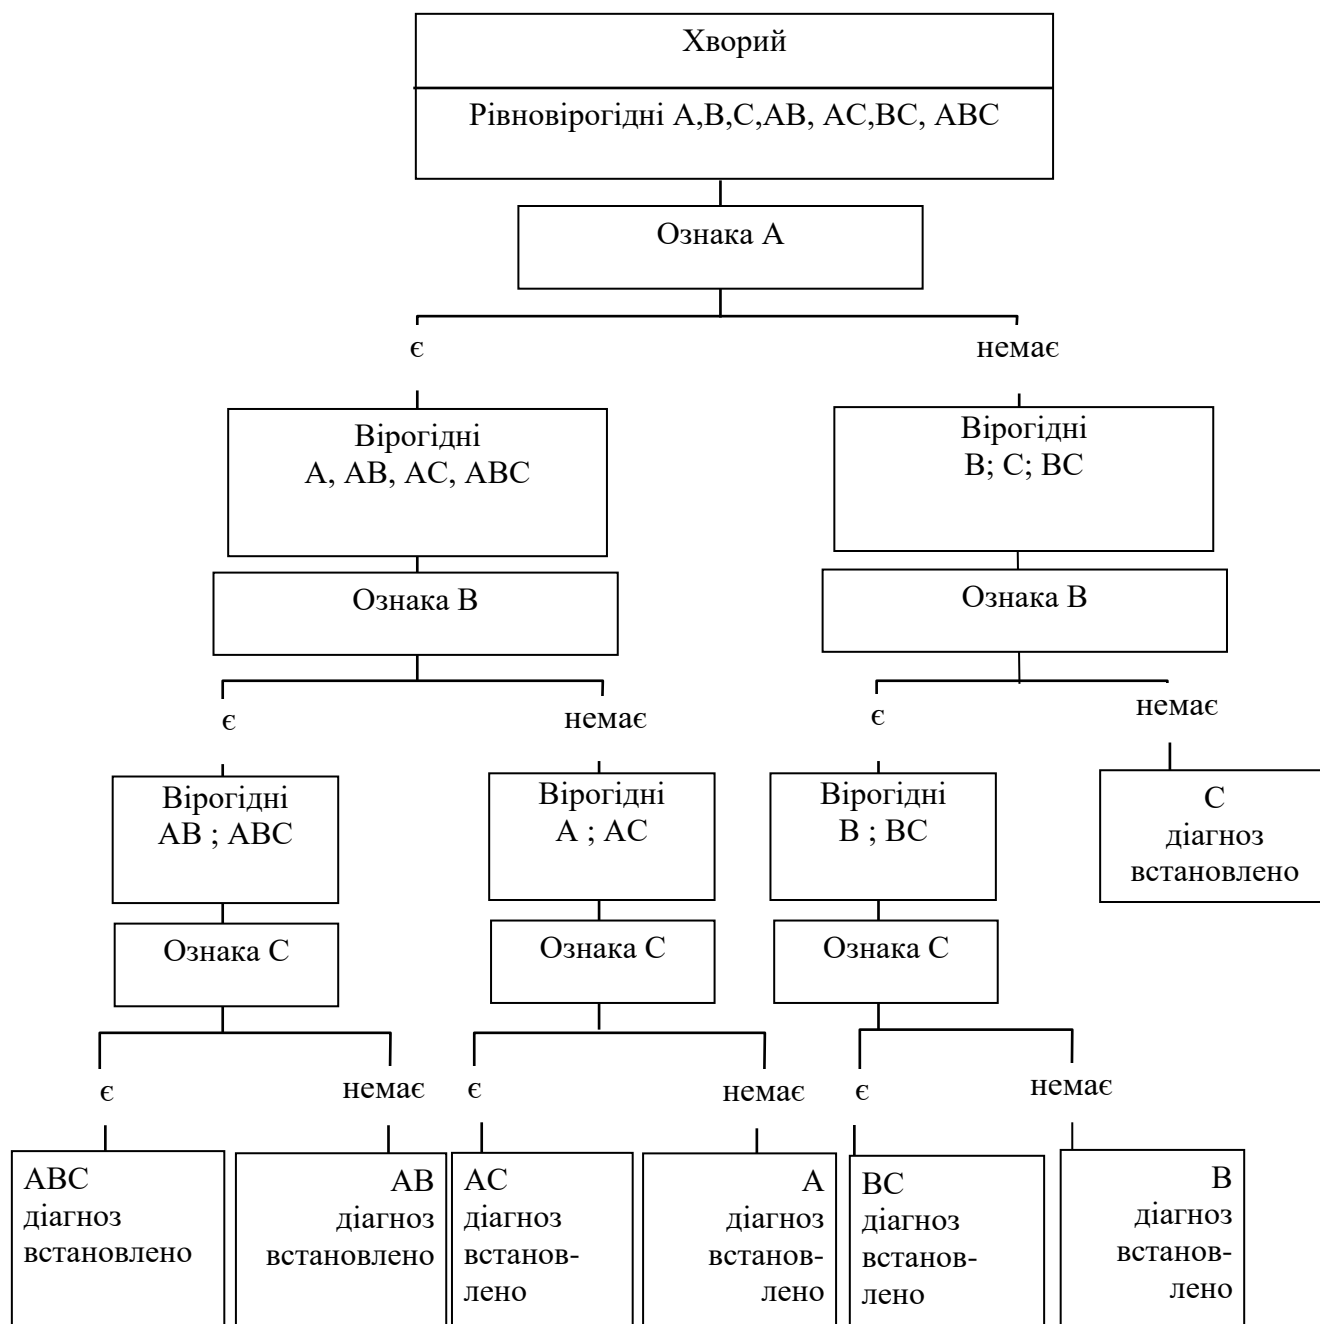 Хворий
Рівновірогідні А,В,С,АВ, АС,ВС, АВС
Ознака А
є
немає
Вірогідні
А, АВ, АС, АВС
Вірогідні
В; С; ВС
Ознака В
Ознака В
є
немає
є
немає
Вірогідні
АВ ; АВС
Вірогідні
А ; АС
Вірогідні
В ; ВС
С
діагноз
встановлено
Ознака С
Ознака С
Ознака С
є
немає
є
немає
є
немає
АВС
діагноз
встановлено
АВ
діагноз
встановлено
АС
діагноз
встанов-
лено
А
діагноз
встанов-
лено
ВС
діагноз
встанов-
лено
В
діагноз
встанов-
лено